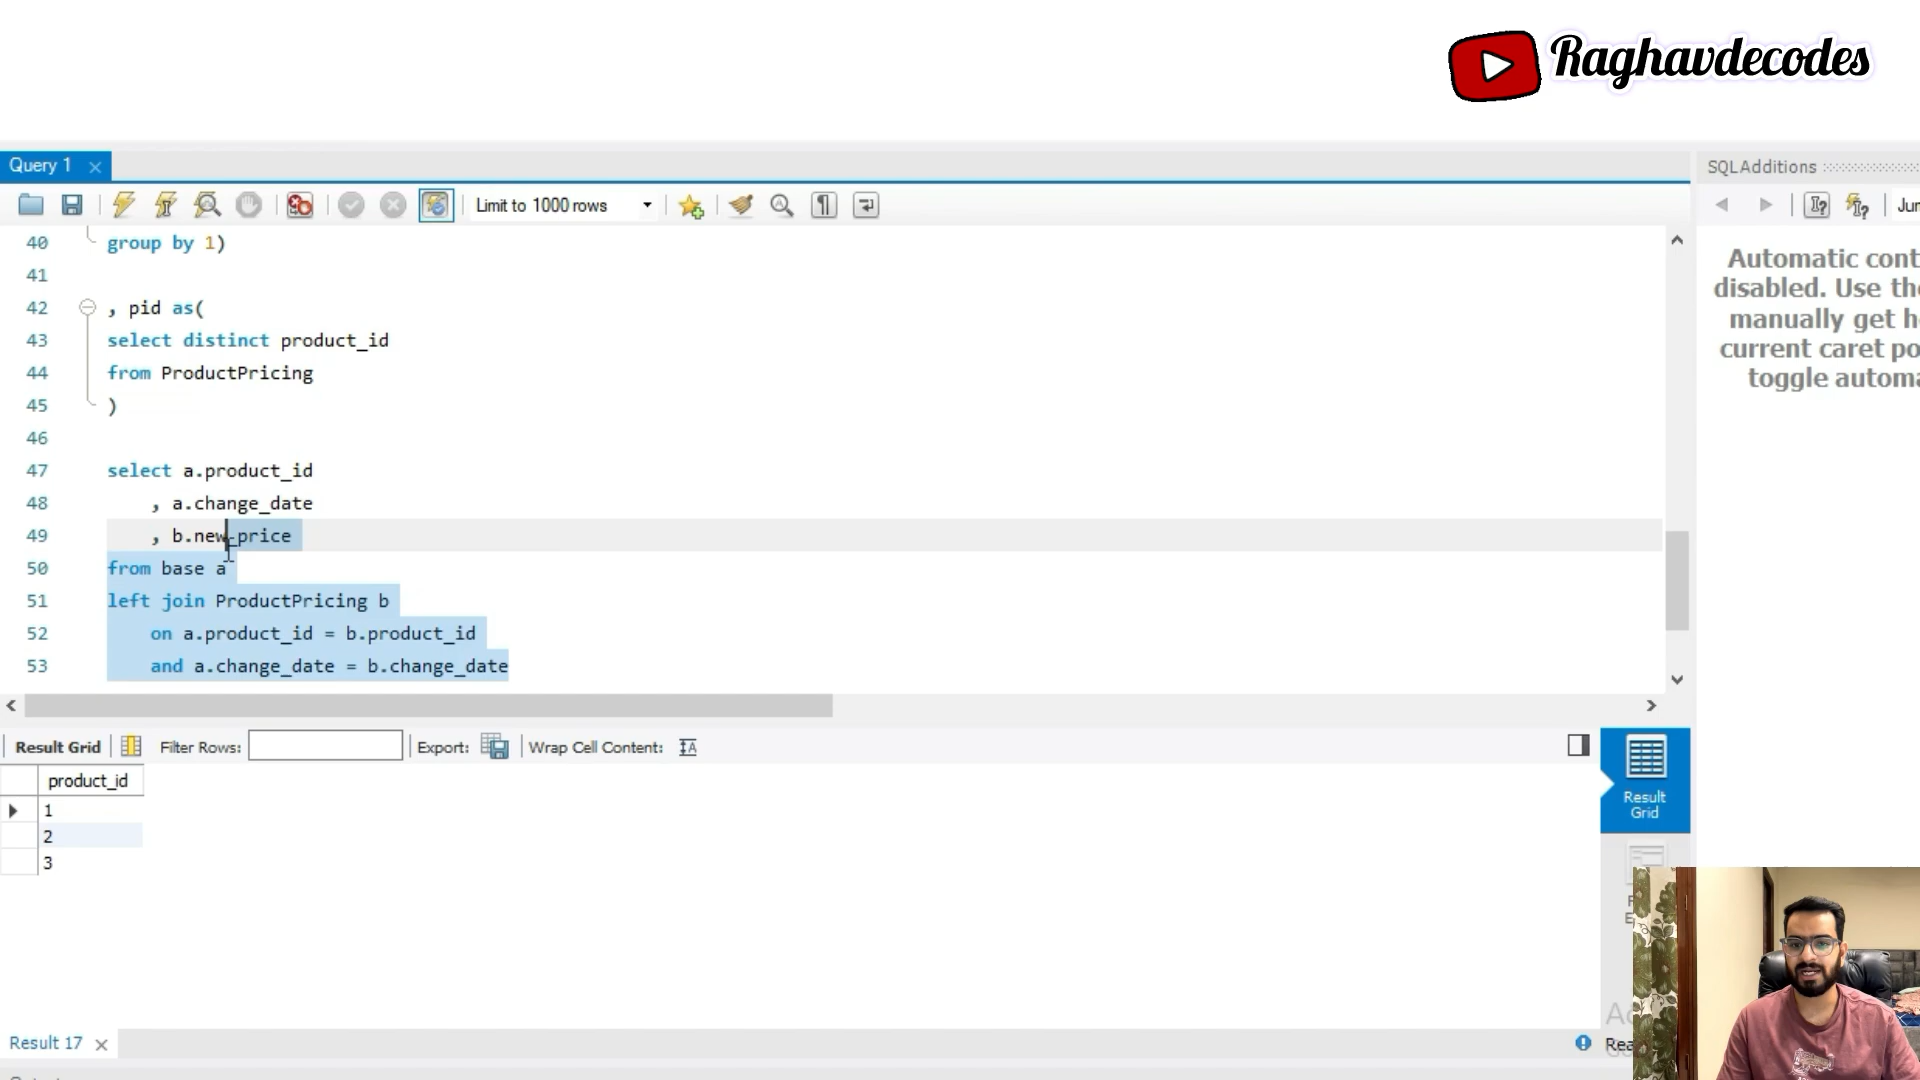 Raghavdecodes
Query 1
SQLAdditions
Limit to 1000 rows
40 group by 1)
41
42 , pid as(
43 select distinct product_id
44 from ProductPricing
45 )
46
47 select a.product_id
48 , a.change_date
49 , b.new_price
50 from base a
51 left join ProductPricing b
52 on a.product_id = b.product_id
53 and a.change_date = b.change_date
Automatic cont
disabled. Use the
manually get h
current caret po
toggle automa
Result Grid
Filter Rows:
Export:
Wrap Cell Content:
product_id
1
2
3
Result
Grid
Result 17